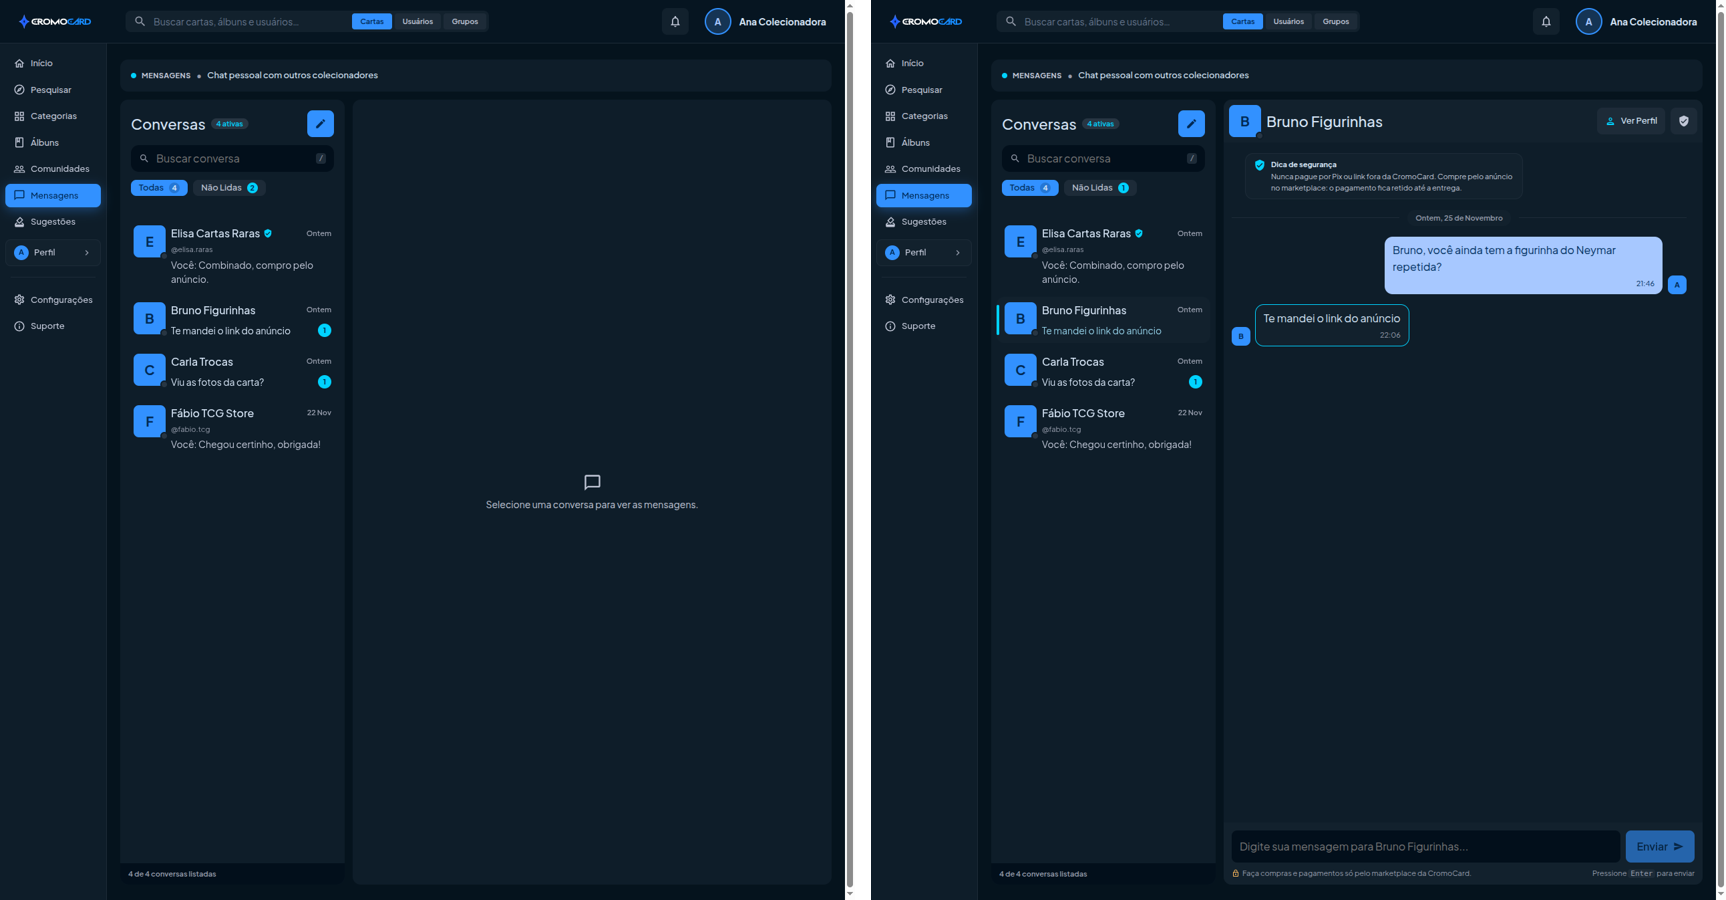 CROMOCARD
Buscar cartas, álbuns e usuários...
Cartas
Usuários
Grupos
A
Ana Colecionadora
Início
Pesquisar
Categorias
Álbuns
Comunidades
Mensagens
Sugestões
A
Perfil
Configurações
Suporte
MENSAGENS
Chat pessoal com outros colecionadores
Conversas
4 ativas
Buscar conversa
/
Todas 4
Não Lidas 2
E
Elisa Cartas Raras
Ontem
@elisa.raras
Você: Combinado, compro pelo
anúncio.
B
Bruno Figurinhas
Ontem
Te mandei o link do anúncio
1
C
Carla Trocas
Ontem
Viu as fotos da carta?
1
F
Fábio TCG Store
22 Nov
@fabio.tcg
Você: Chegou certinho, obrigada!
4 de 4 conversas listadas
Selecione uma conversa para ver as mensagens.
CROMOCARD
Buscar cartas, álbuns e usuários...
Cartas
Usuários
Grupos
A
Ana Colecionadora
Início
Pesquisar
Categorias
Álbuns
Comunidades
Mensagens
Sugestões
A
Perfil
Configurações
Suporte
MENSAGENS
Chat pessoal com outros colecionadores
Conversas
4 ativas
Buscar conversa
/
Todas 4
Não Lidas 1
E
Elisa Cartas Raras
Ontem
@elisa.raras
Você: Combinado, compro pelo
anúncio.
B
Bruno Figurinhas
Ontem
Te mandei o link do anúncio
C
Carla Trocas
Ontem
Viu as fotos da carta?
1
F
Fábio TCG Store
22 Nov
@fabio.tcg
Você: Chegou certinho, obrigada!
4 de 4 conversas listadas
B
Bruno Figurinhas
Ver Perfil
Dica de segurança
Nunca pague por Pix ou link fora da CromoCard. Compre pelo anúncio
no marketplace: o pagamento fica retido até a entrega.
Ontem, 25 de Novembro
Bruno, você ainda tem a figurinha do Neymar
repetida?
21:46
A
Te mandei o link do anúncio
22:06
B
Digite sua mensagem para Bruno Figurinhas...
Enviar
Faça compras e pagamentos só pelo marketplace da CromoCard.
Pressione Enter para enviar